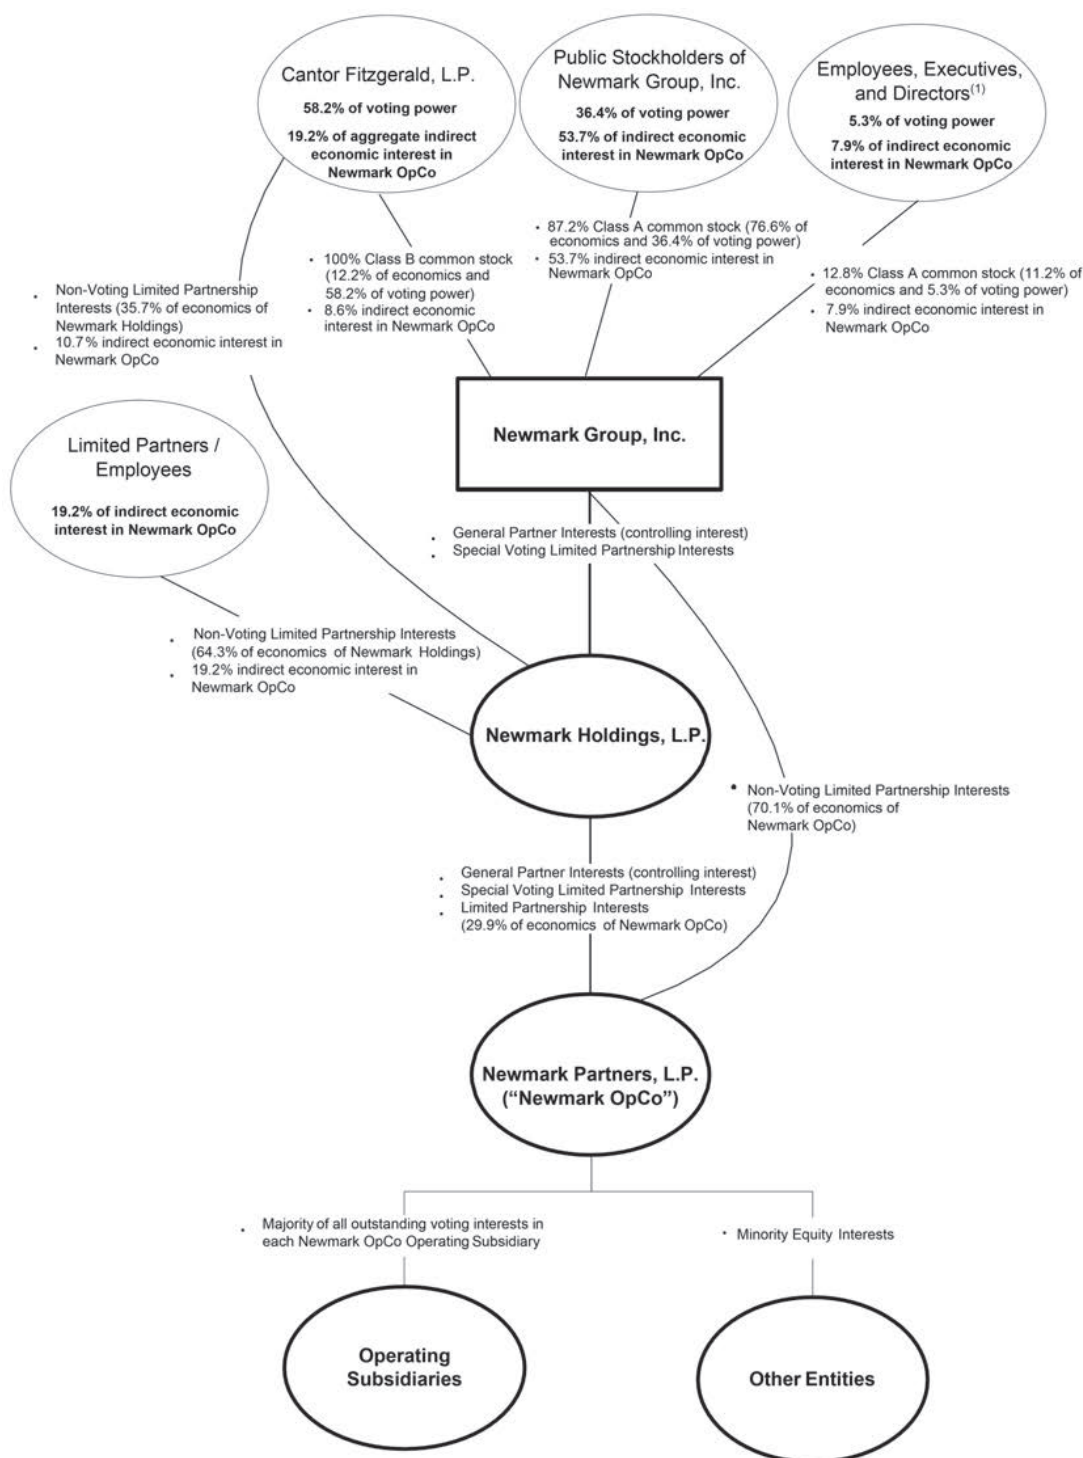 Cantor Fitzgerald, L.P.
58.2% of voting power
19.2% of aggregate indirect
economic interest in
Newmark OpCo
Public Stockholders of
Newmark Group, Inc.
36.4% of voting power
53.7% of indirect economic
interest in Newmark OpCo
Employees, Executives,
and Directors(1)
5.3% of voting power
7.9% of indirect economic
interest in Newmark OpCo
• Non-Voting Limited Partnership
Interests (35.7% of economics of
Newmark Holdings)
• 10.7% indirect economic interest in
Newmark OpCo
• 100% Class B common stock
(12.2% of economics and
58.2% of voting power)
• 8.6% indirect economic
interest in Newmark OpCo
• 87.2% Class A common stock (76.6% of
economics and 36.4% of voting power)
• 53.7% indirect economic interest in
Newmark OpCo
• 12.8% Class A common stock (11.2% of
economics and 5.3% of voting power)
• 7.9% indirect economic interest in
Newmark OpCo
Newmark Group, Inc.
Limited Partners /
Employees
19.2% of indirect economic
interest in Newmark OpCo
• General Partner Interests (controlling interest)
• Special Voting Limited Partnership Interests
• Non-Voting Limited Partnership Interests
(64.3% of economics of Newmark Holdings)
• 19.2% indirect economic interest in
Newmark OpCo
Newmark Holdings, L.P.
• Non-Voting Limited Partnership Interests
(70.1% of economics of
Newmark OpCo)
• General Partner Interests (controlling interest)
• Special Voting Limited Partnership Interests
• Limited Partnership Interests
(29.9% of economics of Newmark OpCo)
Newmark Partners, L.P.
(“Newmark OpCo”)
• Majority of all outstanding voting interests in
each Newmark OpCo Operating Subsidiary
• Minority Equity Interests
Operating
Subsidiaries
Other Entities